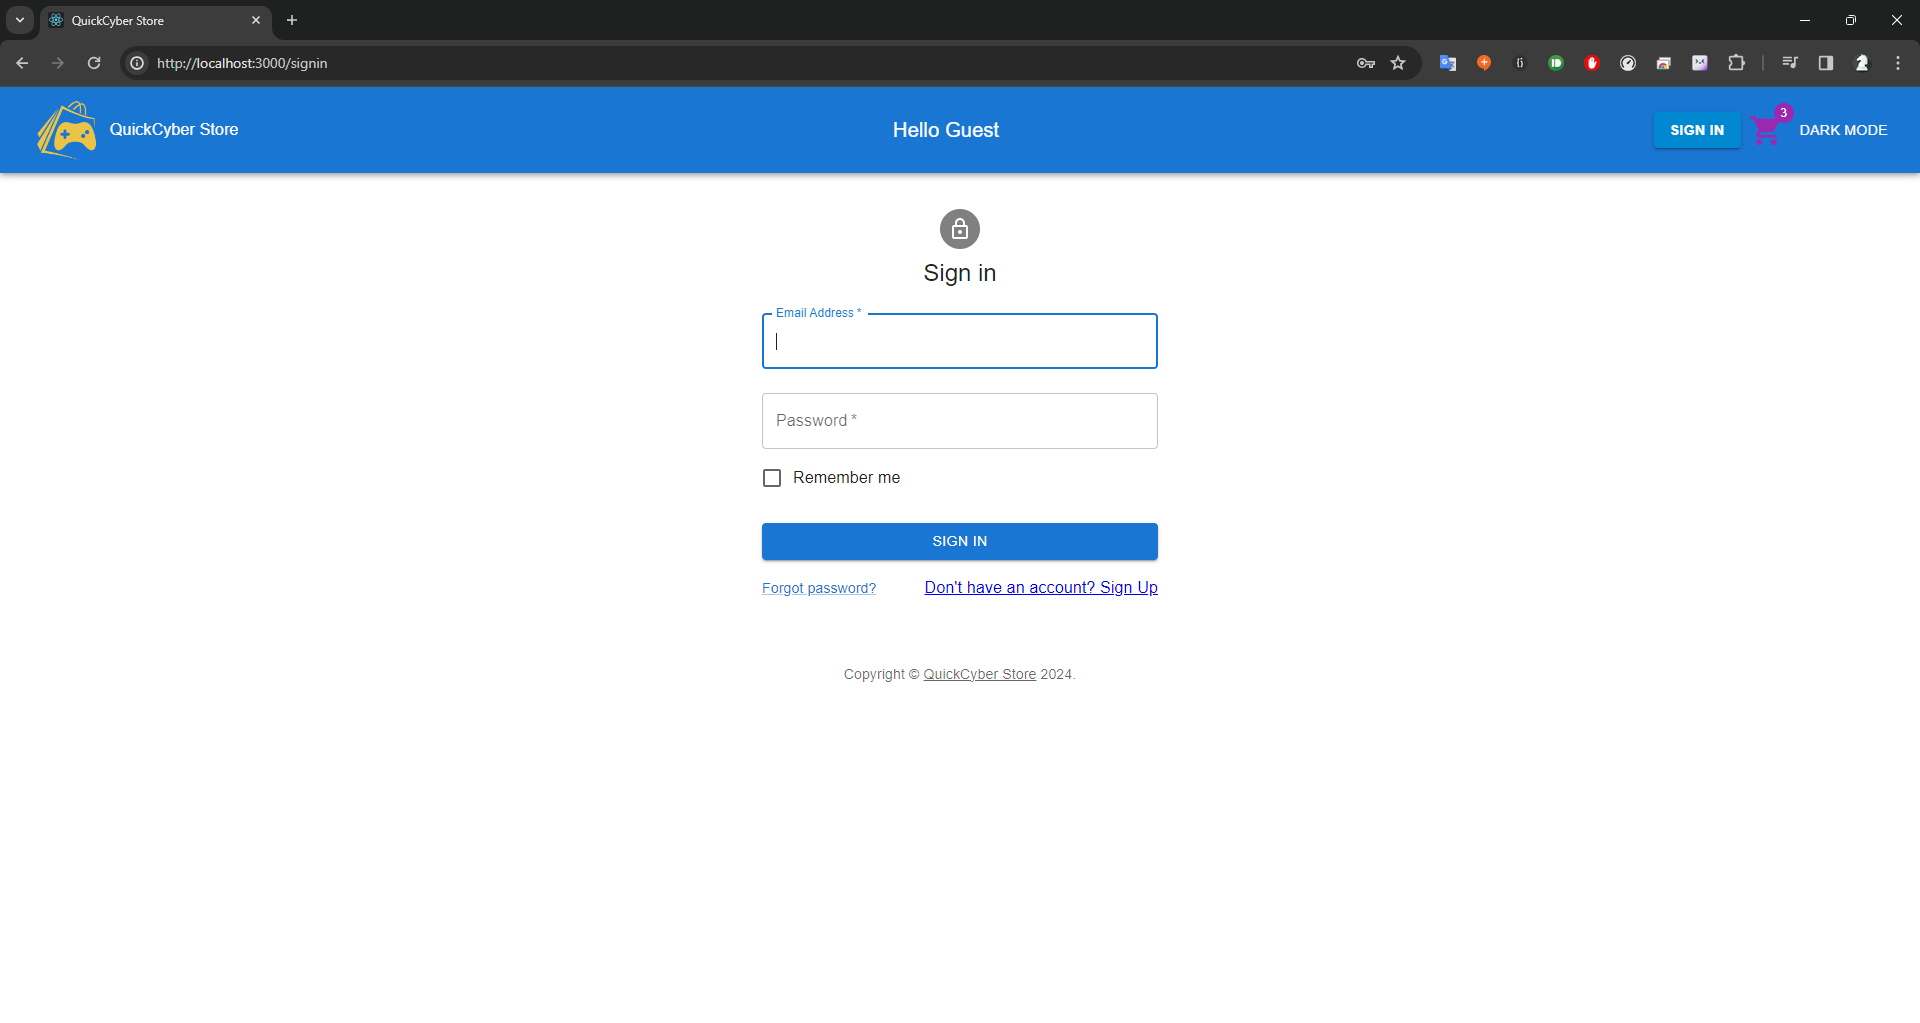 QuickCyber Store
http://localhost:3000/signin
QuickCyber Store
Hello Guest
SIGN IN
3
DARK MODE
Sign in
Email Address *
Password *
Remember me
SIGN IN
Forgot password?
Don't have an account? Sign Up
Copyright © QuickCyber Store 2024.